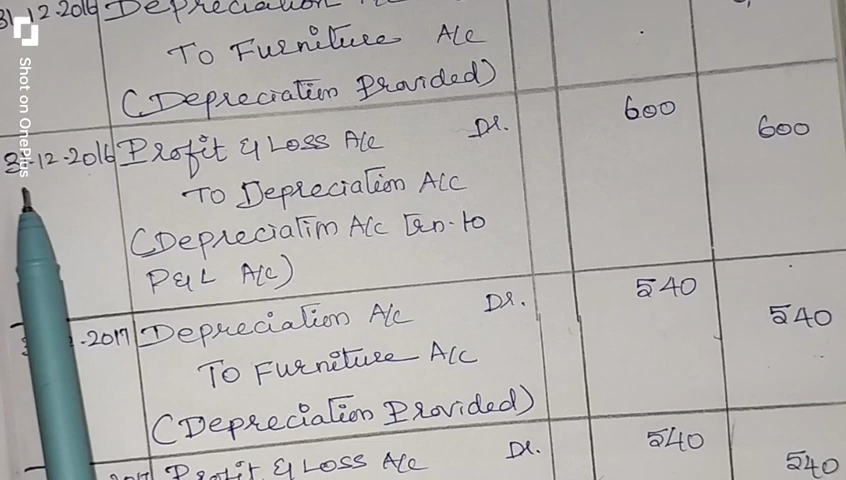 31.12.2016 Depreciation
To Furniture A/c
(Depreciation Provided)
31-12-2016 Profit & Loss A/c Dr. 600
To Depreciation A/c 600
(Depreciation A/c Trn. to
P & L A/c)
-2017 Depreciation A/c Dr. 540
To Furniture A/c 540
(Depreciation Provided)
2017 Profit & Loss A/c Dr. 540
540
Shot on OnePlus